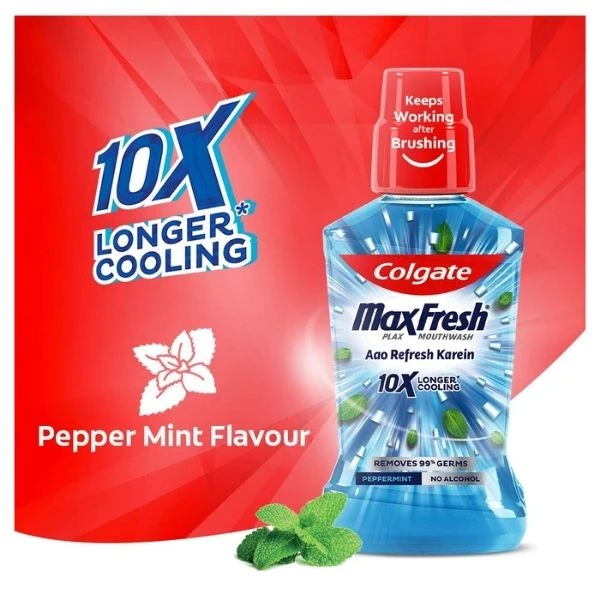 10X
LONGER*
COOLING
Pepper Mint Flavour
Keeps
Working
after
Brushing
Colgate
MaxFresh®
PLAX MOUTHWASH
Aao Refresh Karein
10X LONGER*
COOLING
REMOVES 99% GERMS
PEPPERMINT NO ALCOHOL